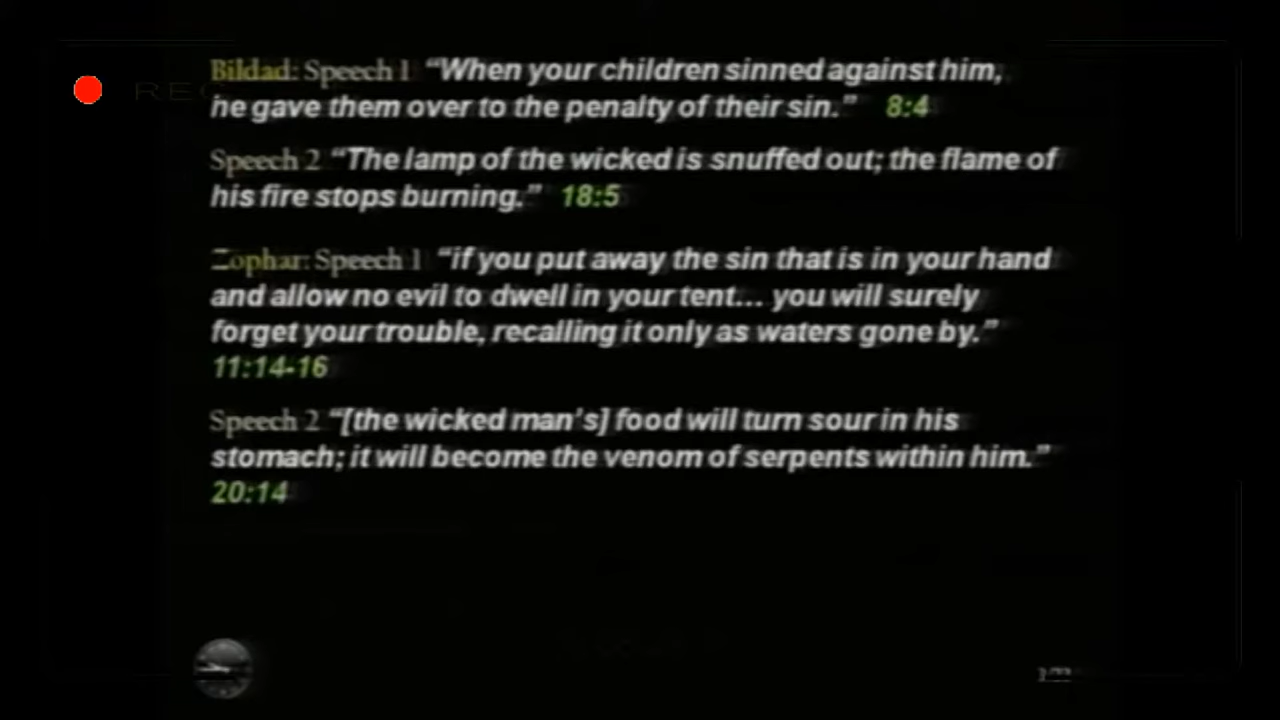 Bildad: Speech 1 “When your children sinned against him,
REC
he gave them over to the penalty of their sin.” 8:4
Speech 2 “The lamp of the wicked is snuffed out; the flame of
his fire stops burning.” 18:5
Zophar: Speech 1 “if you put away the sin that is in your hand
and allow no evil to dwell in your tent... you will surely
forget your trouble, recalling it only as waters gone by.”
11:14-16
Speech 2 “[the wicked man's] food will turn sour in his
stomach; it will become the venom of serpents within him.”
20:14